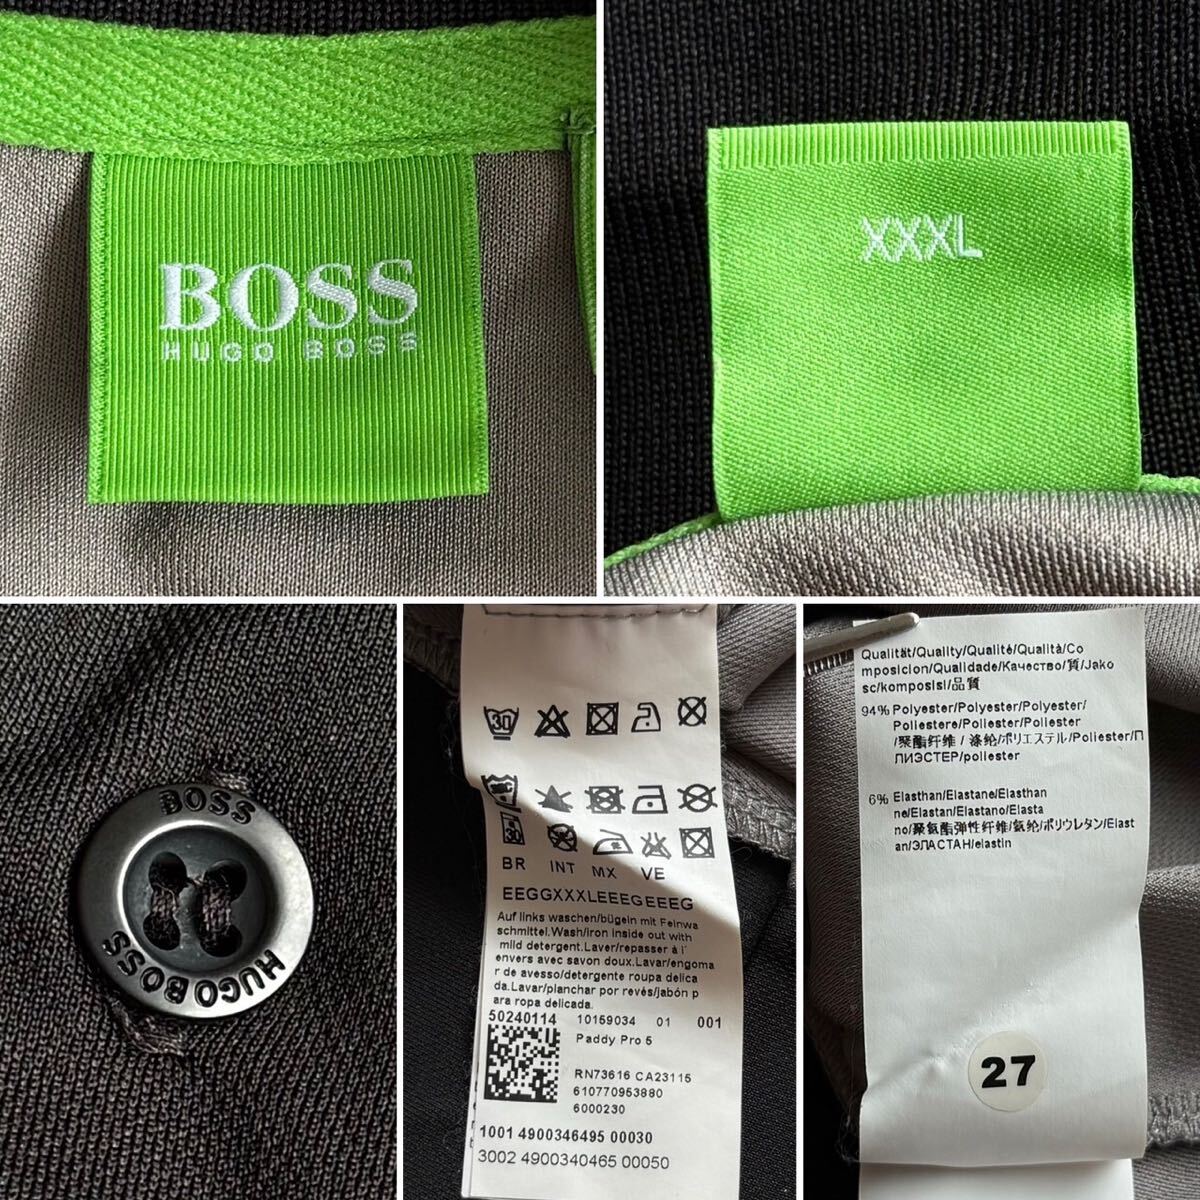 BOSS
HUGO BOSS
XXXL
BOSS
HUGO BOSS
30
BR INT MX VE
EEGGXXXLEEEGEEEG
Auf links waschen/bügeln mit Feinwa
schmittel.Wash/iron inside out with
mild detergent.Laver/repasser à l'
envers avec savon doux.Lavar/engoma
r de avesso/detergente roupa delica
da.Lavar/planchar por revés/jabón p
ara ropa delicada.
50240114 10159034 01 001
Paddy Pro 5
RN73616 CA23115
610770953880
6000230
1001 4900346495 00030
3002 4900340465 00050
Qualität/Quality/Qualité/Qualità/Co
mposicion/Qualidade/Качество/質/Jako
sc/komposisi/品質
94% Polyester/Polyester/Polyester/
Poliestere/Poliester/Poliester
/聚酯纤维 / 涤纶/ポリエステル/Poliester/П
ЛИЭСТЕР/poliester
6% Elasthan/Elastane/Elasthan
ne/Elastan/Elastano/Elasta
no/聚氨酯弹性纤维/氨纶/ポリウレタン/Elast
an/ЭЛАСТАН/elastin
27